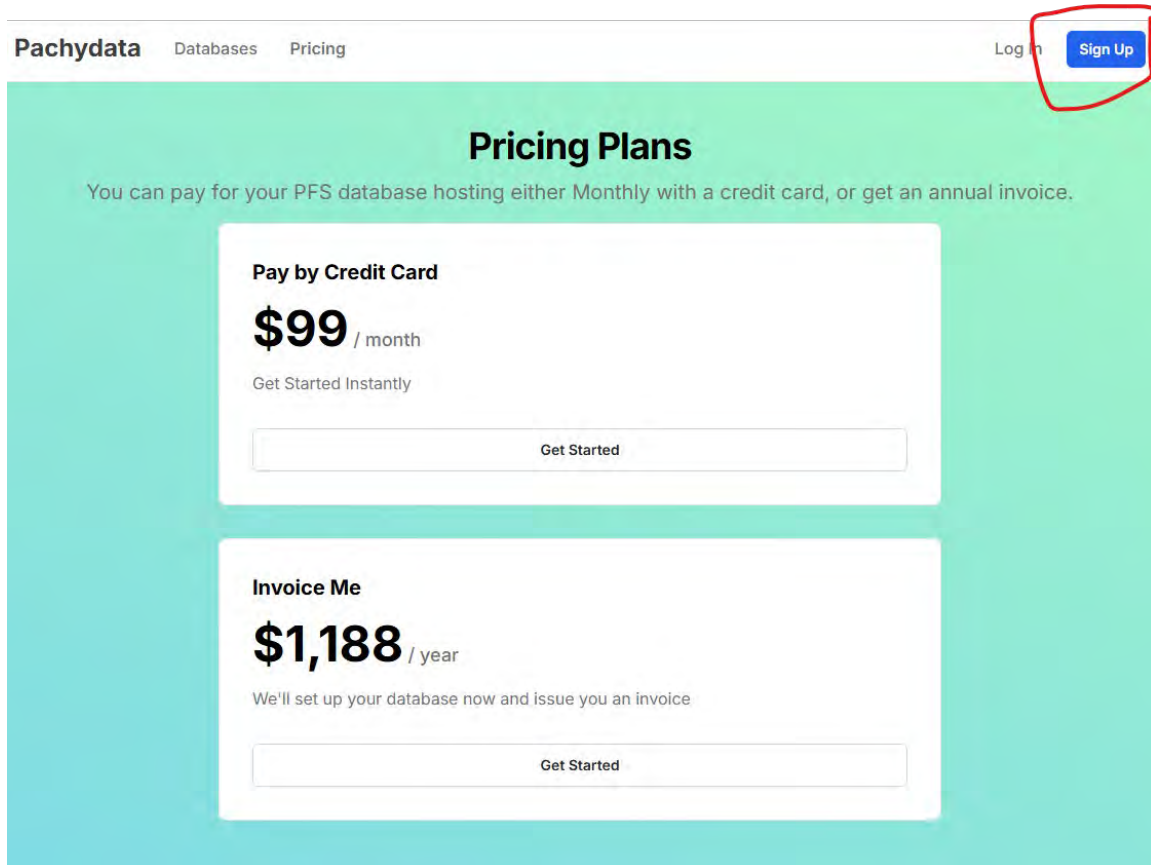 Pachydata Databases Pricing Log In Sign Up
Pricing Plans
You can pay for your PFS database hosting either Monthly with a credit card, or get an annual invoice.
Pay by Credit Card
$99 / month
Get Started Instantly
Get Started
Invoice Me
$1,188 / year
We'll set up your database now and issue you an invoice
Get Started